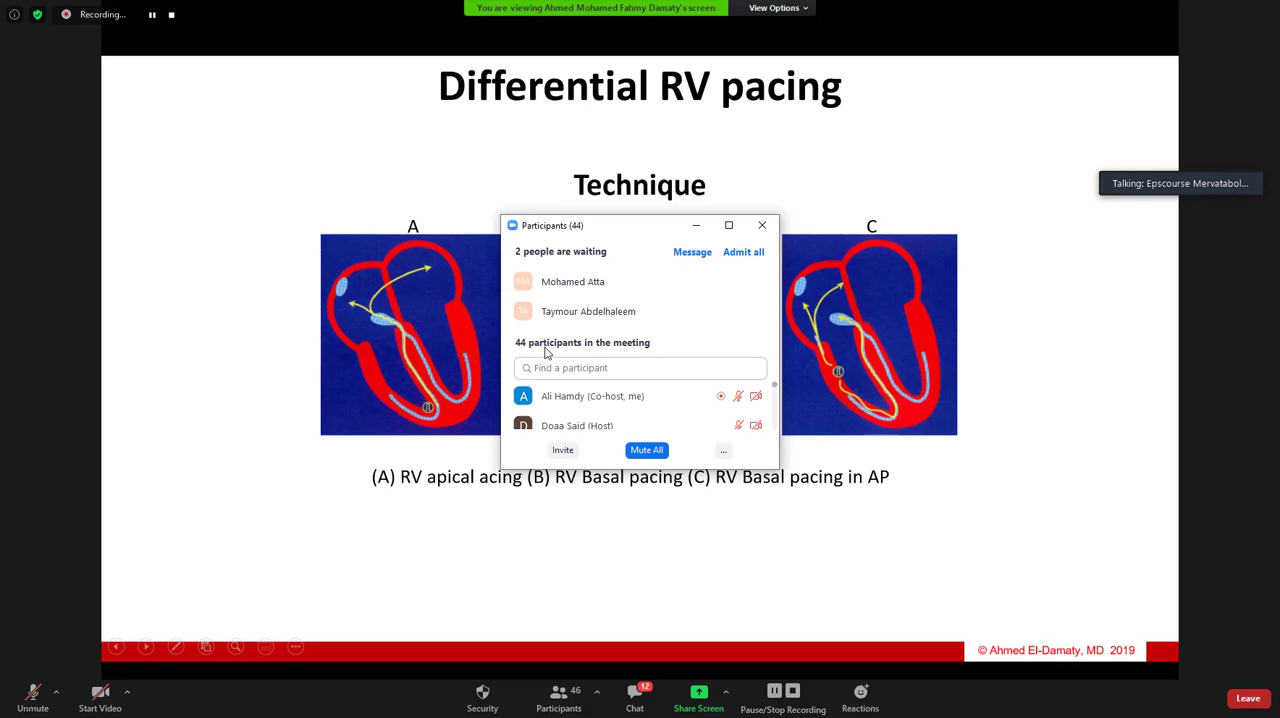 Recording...
You are viewing Ahmed Mohamed Fahmy Damaty's screen
View Options
Differential RV pacing
Talking: Epscourse Mervatabol...
Technique
A
C
Participants (44)
2 people are waiting
Message
Admit all
MA
Mohamed Atta
TA
Taymour Abdelhaleem
44 participants in the meeting
Find a participant
A
Ali Hamdy (Co-host, me)
D
Doaa Said (Host)
Invite
Mute All
...
(A) RV apical acing (B) RV Basal pacing (C) RV Basal pacing in AP
© Ahmed El-Damaty, MD 2019
Unmute
Start Video
Security
46
Participants
12
Chat
Share Screen
Pause/Stop Recording
Reactions
Leave